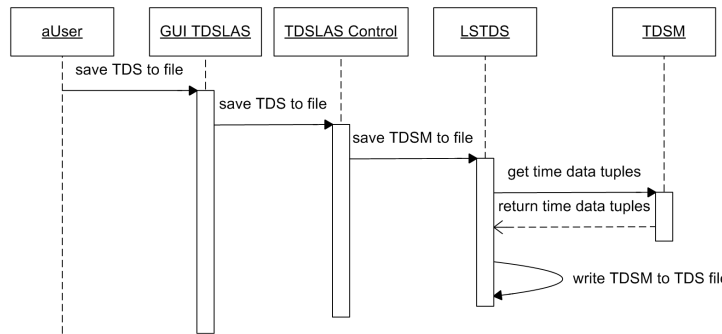 aUser
GUI TDSLAS
TDSLAS Control
LSTDS
TDSM
save TDS to file
save TDS to file
save TDSM to file
get time data tuples
return time data tuples
write TDSM to TDS file